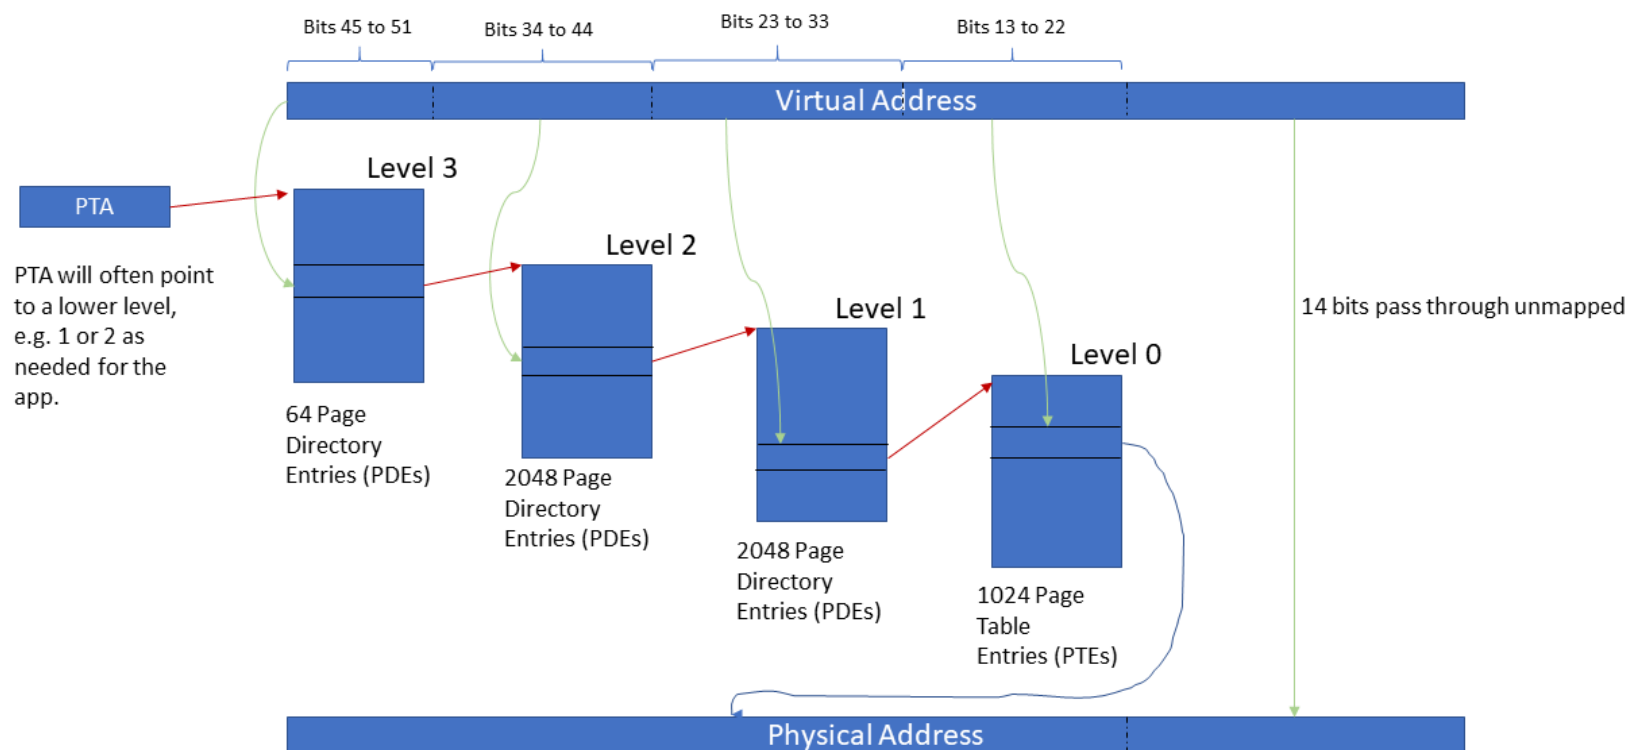 Bits 45 to 51
Bits 34 to 44
Bits 23 to 33
Bits 13 to 22
Virtual Address
Level 3
PTA
Level 2
PTA will often point
to a lower level,
e.g. 1 or 2 as
needed for the
app.
Level 1
14 bits pass through unmapped
Level 0
64 Page
Directory
Entries (PDEs)
2048 Page
Directory
Entries (PDEs)
2048 Page
Directory
Entries (PDEs)
1024 Page
Table
Entries (PTEs)
Physical Address